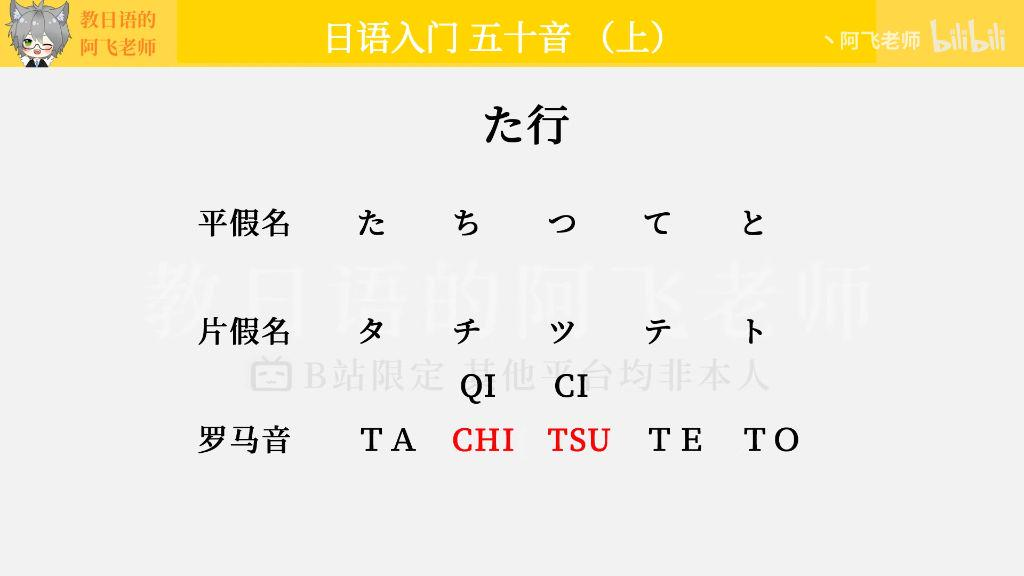 教日语的
阿飞老师
日语入门 五十音 （上）
丶阿飞老师 bilibili
た行
平假名 た ち つ て と
教日语的阿飞老师
片假名 タ チ ツ テ ト
B站限定 其他平台均非本人
QI CI
罗马音 TA CHI TSU TE TO